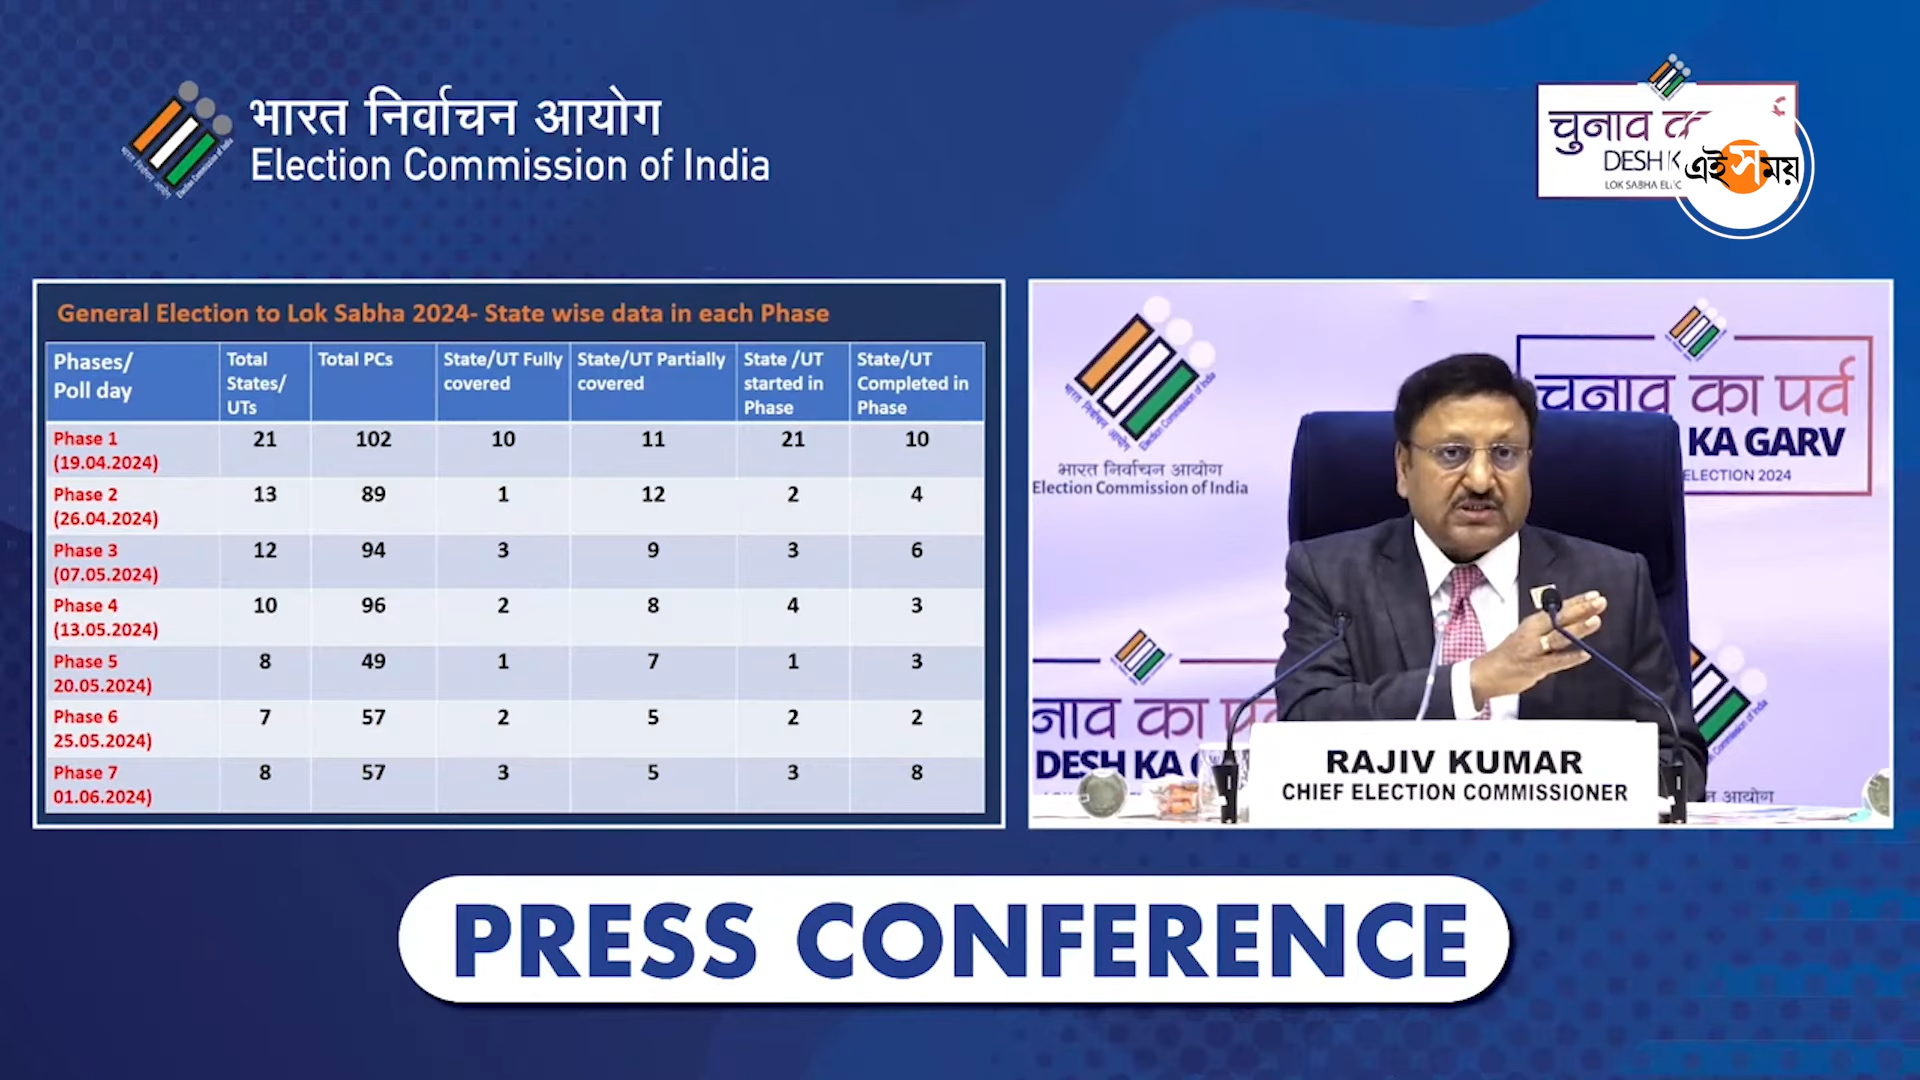 भारत निर्वाचन आयोग
Election Commission of India
चुनाव
DESH
LOK SABHA
এই সময়
General Election to Lok Sabha 2024- State wise data in each Phase
Phases/ Poll day Total States/ UTs Total PCs State/UT Fully covered State/UT Partially covered State /UT started in Phase State/UT Completed in Phase
Phase 1 (19.04.2024) 21 102 10 11 21 10
Phase 2 (26.04.2024) 13 89 1 12 2 4
Phase 3 (07.05.2024) 12 94 3 9 3 6
Phase 4 (13.05.2024) 10 96 2 8 4 3
Phase 5 20.05.2024) 8 49 1 7 1 3
Phase 6 25.05.2024) 7 57 2 5 2 2
Phase 7 01.06.2024) 8 57 3 5 3 8
भारत निर्वाचन आयोग
Election Commission of India
चुनाव का पर्व
KA GARV
ELECTION 2024
का
DESH KA
आयोग
RAJIV KUMAR
CHIEF ELECTION COMMISSIONER
PRESS CONFERENCE